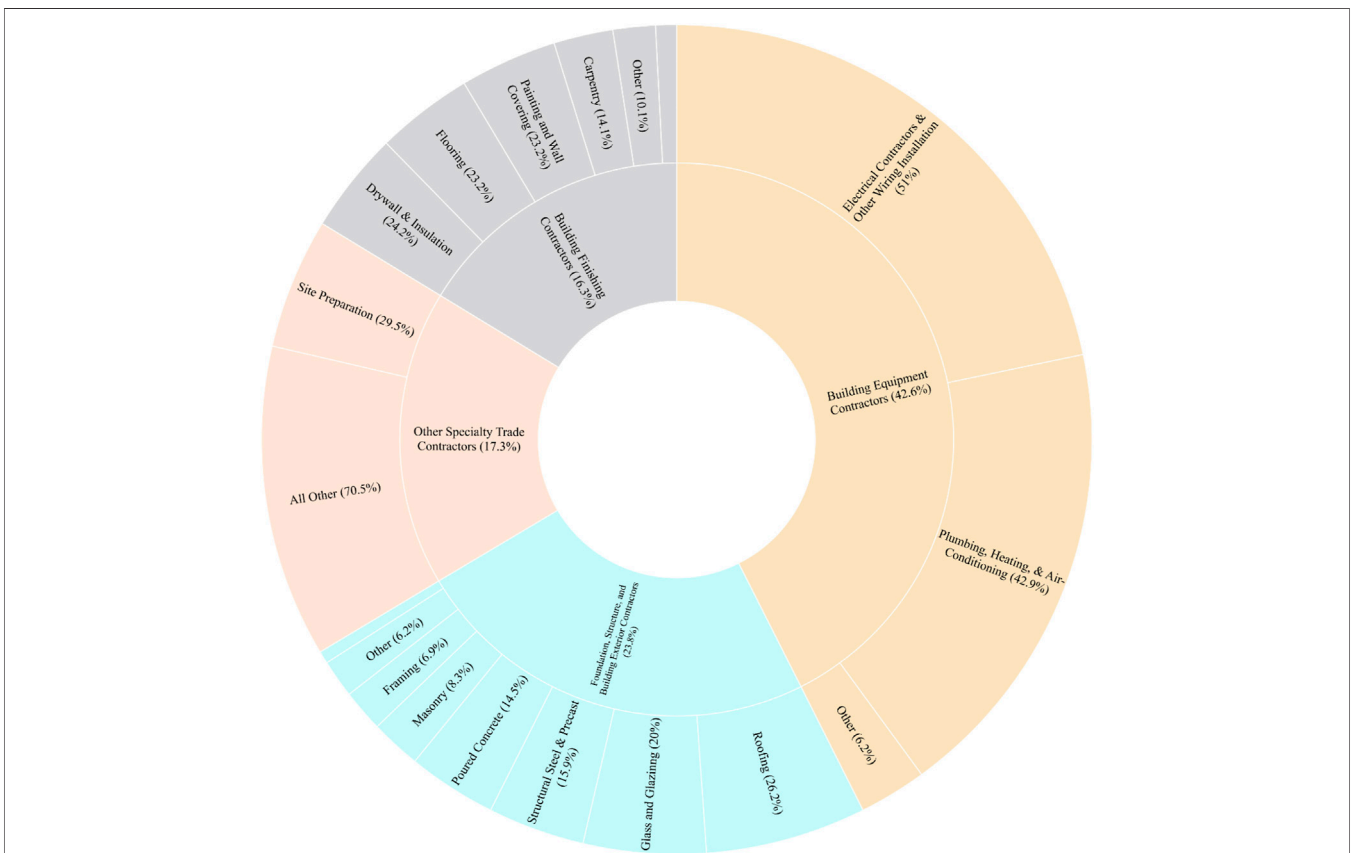 Electrical Contractors &
Other Wiring Installation
(51%)
Building Equipment
Contractors (42.6%)
Plumbing, Heating, & Air-
Conditioning (42.9%)
Other (6.2%)
Roofing (26.2%)
Glass and Glazinng (20%)
Structural Steel & Precast
(15.9%)
Poured Concrete (14.5%)
Masonry (8.3%)
Framing (6.9%)
Other (6.2%)
Foundation, Structure, and
Building Exterior Contractors
(23.8%)
All Other (70.5%)
Site Preparation (29.5%)
Other Specialty Trade
Contractors (17.3%)
Drywall & Insulation
(24.2%)
Flooring (23.2%)
Painting and Wall
Covering (23.2%)
Carpentry (14.1%)
Other (10.1%)
Building Finishing
Contractors (16.3%)